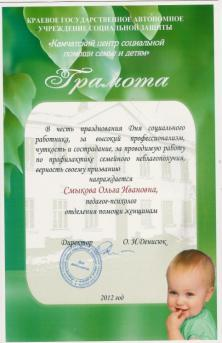 КРАЕВОЕ ГОСУДАРСТВЕННОЕ АВТОНОМНОЕ
УЧРЕЖДЕНИЕ СОЦИАЛЬНОЙ ЗАЩИТЫ
«Камчатский центр социальной
помощи семье и детям»
Грамота
В честь празднования Дня социального
работника, за высокий профессионализм,
чуткость и сострадание, за проводимую работу
по профилактике семейного неблагополучия,
верность своему призванию
награждается
Смыкова Ольга Ивановна,
педагог-психолог
отделения помощи женщинам
Директор О. И. Денисюк
2012 год